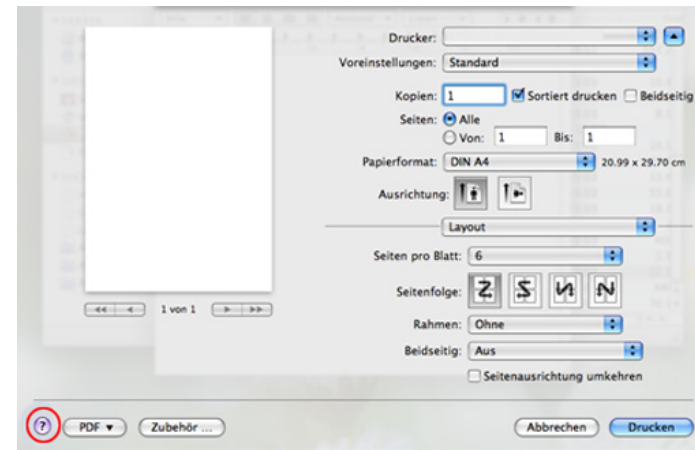 Drucker:
Voreinstellungen: Standard
Kopien: 1 Sortiert drucken Beidseitig
Seiten: Alle
Von: 1 Bis: 1
Papierformat: DIN A4 20.99 x 29.70 cm
Ausrichtung:
Layout
Seiten pro Blatt: 6
Seitenfolge:
1 von 1
Rahmen: Ohne
Beidseitig: Aus
Seitenausrichtung umkehren
? PDF Zubehör ... Abbrechen Drucken